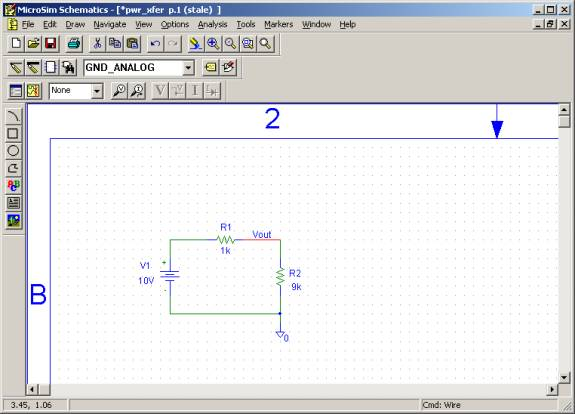 MicroSim Schematics - [*pwr_xfer p.1 (stale) ]
File Edit Draw Navigate View Options Analysis Tools Markers Window Help
GND_ANALOG
None
V I
2
R1
Vout
1k
V1
+
10V
-
R2
9k
B
0
3.45, 1.06
Cmd: Wire